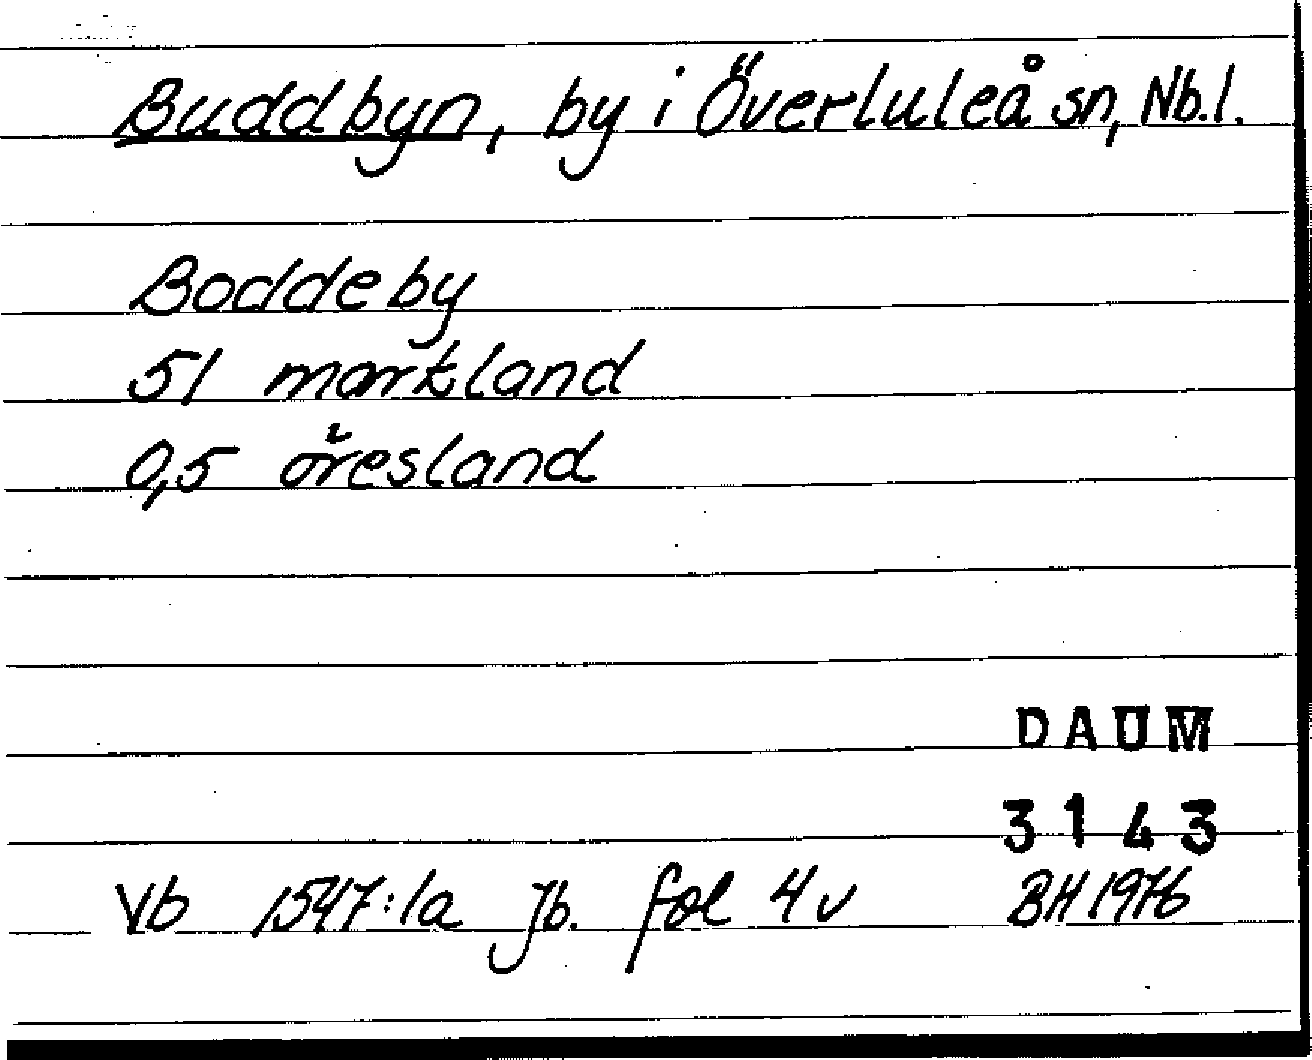 Buddbyn, by i Överluleå sn, Nb.l.
Boddeby
51 markland
0,5 öresland
DAUM
3143
Vb 1547:1a Jb. fol 4v BH 1976